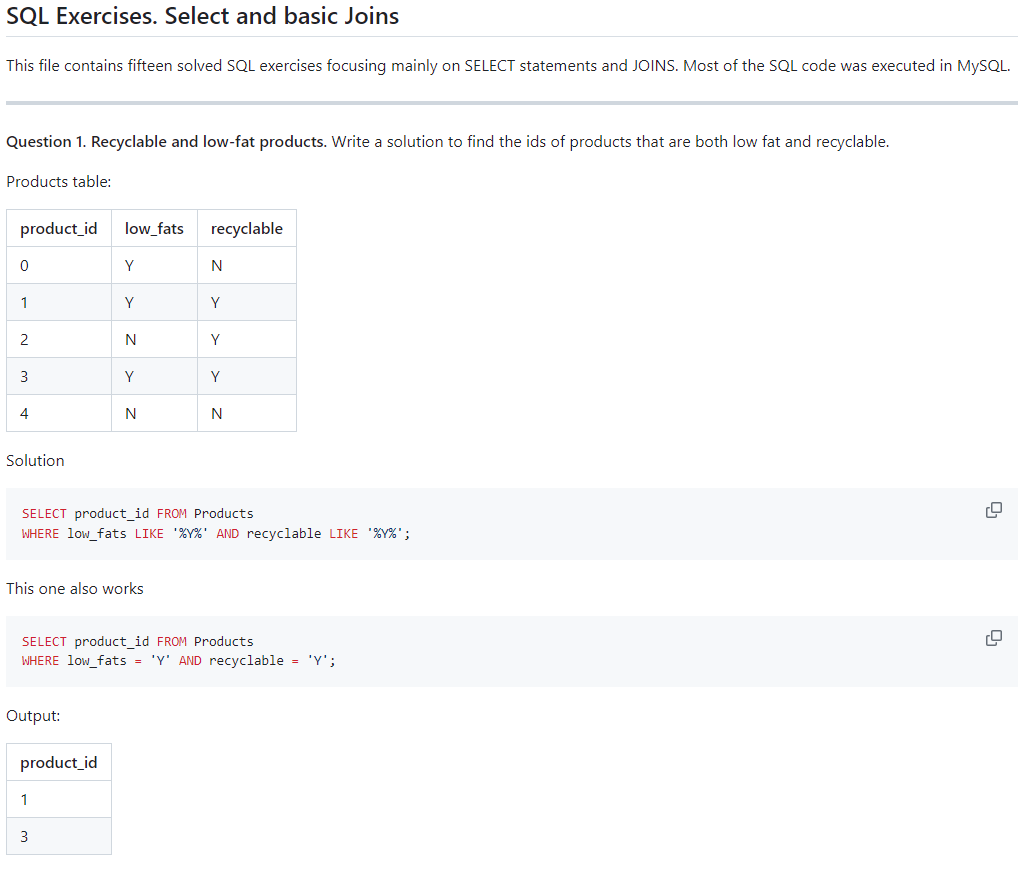 SQL Exercises. Select and basic Joins
This file contains fifteen solved SQL exercises focusing mainly on SELECT statements and JOINS. Most of the SQL code was executed in MySQL.
Question 1. Recyclable and low-fat products. Write a solution to find the ids of products that are both low fat and recyclable.
Products table:
product_id low_fats recyclable
0 Y N
1 Y Y
2 N Y
3 Y Y
4 N N
Solution
SELECT product_id FROM Products
WHERE low_fats LIKE '%Y%' AND recyclable LIKE '%Y%';
This one also works
SELECT product_id FROM Products
WHERE low_fats = 'Y' AND recyclable = 'Y';
Output:
product_id
1
3